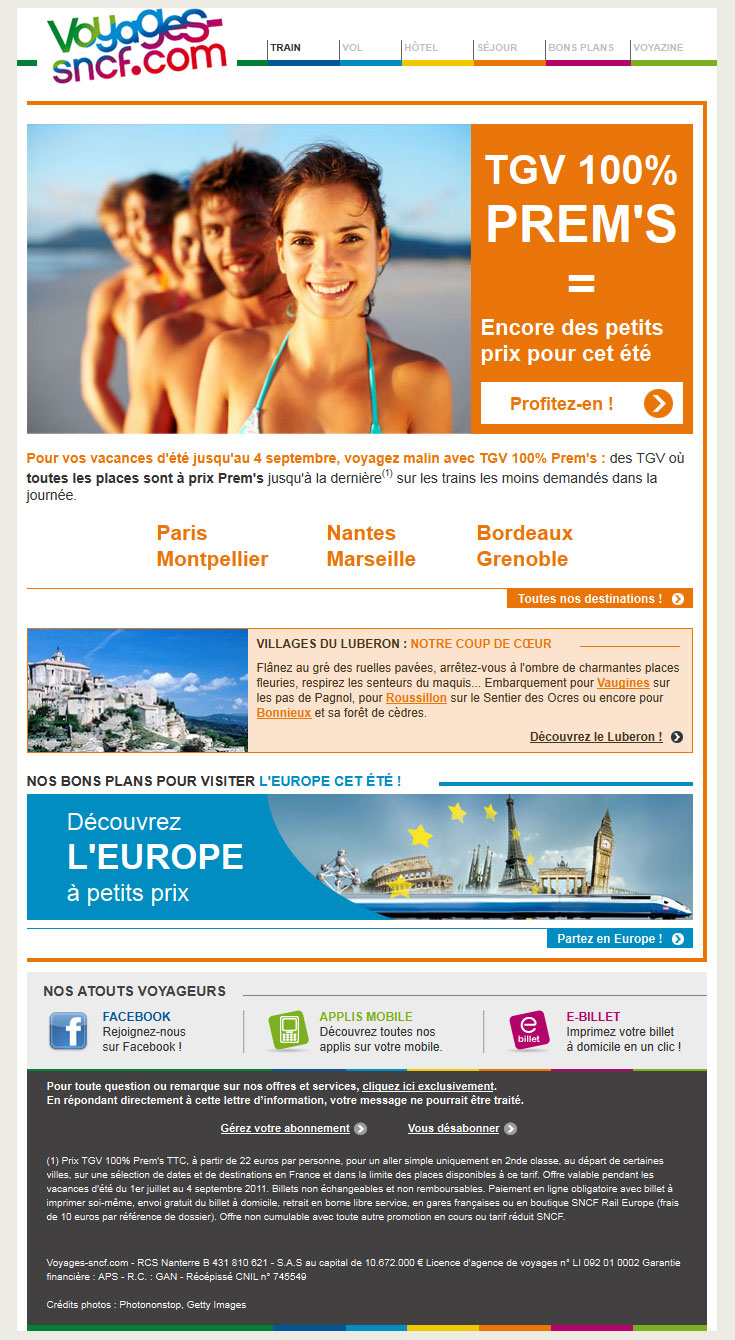 Voyages-
sncf.com
TRAIN VOL HÔTEL SÉJOUR BONS PLANS VOYAZINE
TGV 100%
PREM'S
=
Encore des petits
prix pour cet été
Profitez-en !
Pour vos vacances d'été jusqu'au 4 septembre, voyagez malin avec TGV 100% Prem's : des TGV où
toutes les places sont à prix Prem's jusqu'à la dernière(1) sur les trains les moins demandés dans la
journée.
Paris Nantes Bordeaux
Montpellier Marseille Grenoble
Toutes nos destinations !
VILLAGES DU LUBERON : NOTRE COUP DE CŒUR
Flânez au gré des ruelles pavées, arrêtez-vous à l'ombre de charmantes places
fleuries, respirez les senteurs du maquis... Embarquement pour Vaugines sur
les pas de Pagnol, pour Roussillon sur le Sentier des Ocres ou encore pour
Bonnieux et sa forêt de cèdres.
Découvrez le Luberon !
NOS BONS PLANS POUR VISITER L'EUROPE CET ÉTÉ !
Découvrez
L'EUROPE
à petits prix
Partez en Europe !
NOS ATOUTS VOYAGEURS
FACEBOOK
Rejoignez-nous
sur Facebook !
APPLIS MOBILE
Découvrez toutes nos
applis sur votre mobile.
e
billet
E-BILLET
Imprimez votre billet
à domicile en un clic !
Pour toute question ou remarque sur nos offres et services, cliquez ici exclusivement.
En répondant directement à cette lettre d'information, votre message ne pourrait être traité.
Gérez votre abonnement Vous désabonner
(1) Prix TGV 100% Prem's TTC, à partir de 22 euros par personne, pour un aller simple uniquement en 2nde classe, au départ de certaines
villes, sur une sélection de dates et de destinations en France et dans la limite des places disponibles à ce tarif. Offre valable pendant les
vacances d'été du 1er juillet au 4 septembre 2011. Billets non échangeables et non remboursables. Paiement en ligne obligatoire avec billet à
imprimer soi-même, envoi gratuit du billet à domicile, retrait en borne libre service, en gares françaises ou en boutique SNCF Rail Europe (frais
de 10 euros par référence de dossier). Offre non cumulable avec toute autre promotion en cours ou tarif réduit SNCF.
Voyages-sncf.com - RCS Nanterre B 431 810 621 - S.A.S au capital de 10.672.000 € Licence d'agence de voyages n° LI 092 01 0002 Garantie
financière : APS - R.C. : GAN - Récépissé CNIL n° 745549
Crédits photos : Photononstop, Getty Images